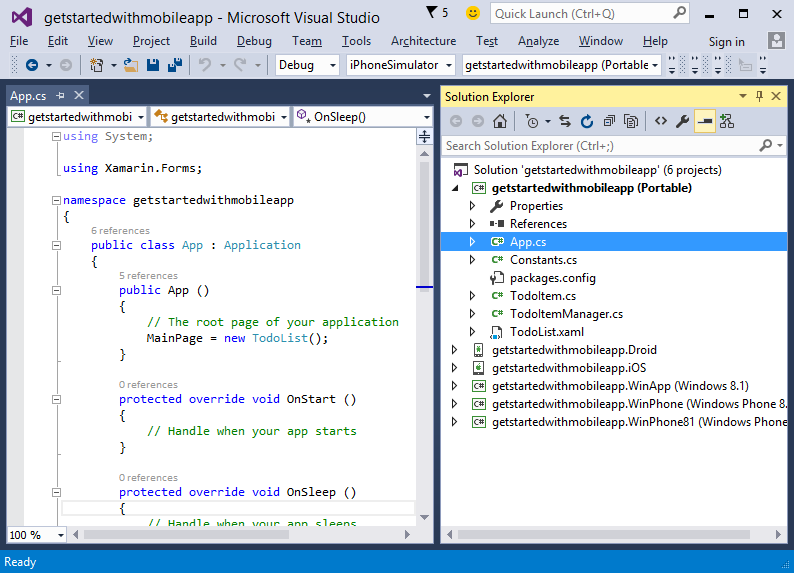 getstartedwithmobileapp - Microsoft Visual Studio
5
Quick Launch (Ctrl+Q)
File Edit View Project Build Debug Team Tools Architecture Test Analyze Window Help Sign in
Debug iPhoneSimulator getstartedwithmobileapp (Portable)
App.cs
getstartedwithmobi getstartedwithmobi OnSleep()
using System;
using Xamarin.Forms;
namespace getstartedwithmobileapp
{
6 references
public class App : Application
{
5 references
public App ()
{
// The root page of your application
MainPage = new TodoList();
}
0 references
protected override void OnStart ()
{
// Handle when your app starts
}
0 references
protected override void OnSleep ()
{
// Handle when your app sleeps
100 %
Solution Explorer
Search Solution Explorer (Ctrl+;)
Solution 'getstartedwithmobileapp' (6 projects)
C# getstartedwithmobileapp (Portable)
Properties
References
C# App.cs
C# Constants.cs
packages.config
C# TodoItem.cs
C# TodoItemManager.cs
TodoList.xaml
getstartedwithmobileapp.Droid
getstartedwithmobileapp.iOS
C# getstartedwithmobileapp.WinApp (Windows 8.1)
C# getstartedwithmobileapp.WinPhone (Windows Phone 8.
C# getstartedwithmobileapp.WinPhone81 (Windows Phone
Ready